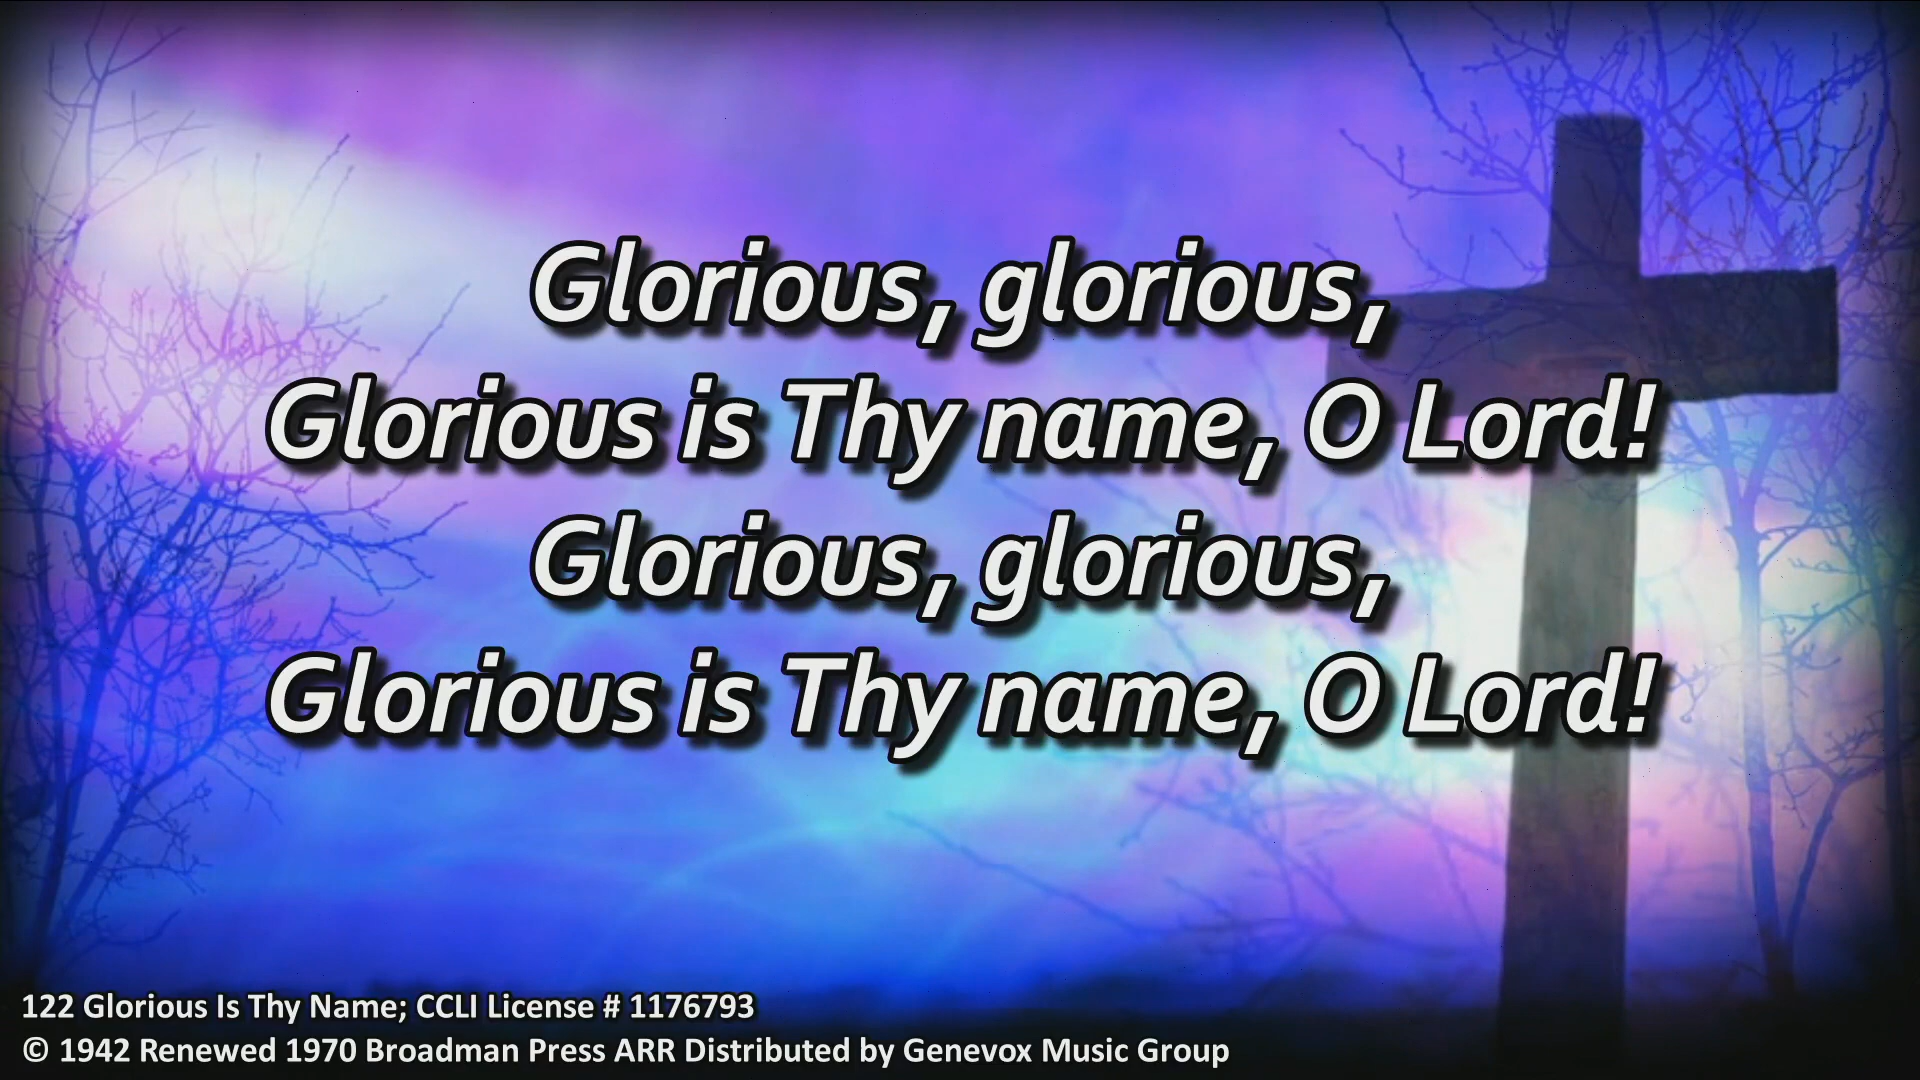 Glorious, glorious,
Glorious is Thy name, O Lord!
Glorious, glorious,
Glorious is Thy name, O Lord!
122 Glorious Is Thy Name; CCLI License # 1176793
© 1942 Renewed 1970 Broadman Press ARR Distributed by Genevox Music Group